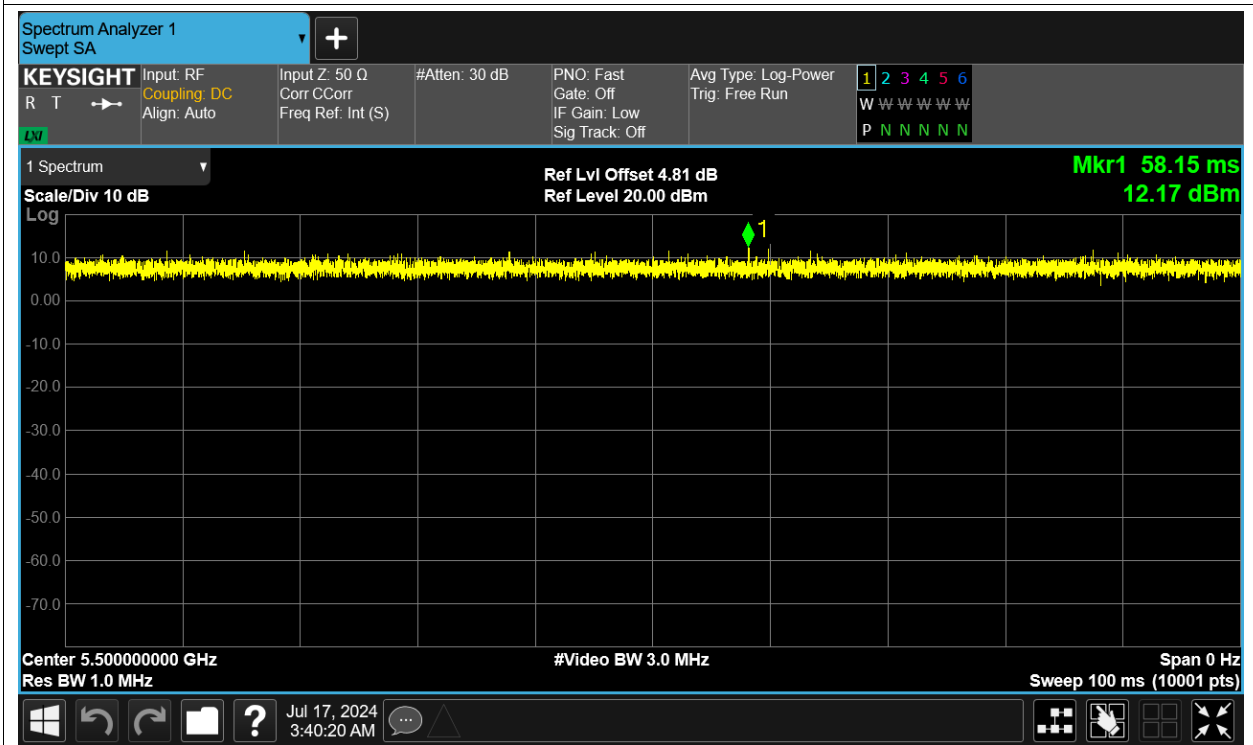 Spectrum Analyzer 1
Swept SA
KEYSIGHT
R T
LXI
Input: RF
Coupling: DC
Align: Auto
Input Z: 50 Ω
Corr CCorr
Freq Ref: Int (S)
#Atten: 30 dB
PNO: Fast
Gate: Off
IF Gain: Low
Sig Track: Off
Avg Type: Log-Power
Trig: Free Run
1 2 3 4 5 6
W W W W W W
P N N N N N
1 Spectrum
Scale/Div 10 dB
Log
Ref Lvl Offset 4.81 dB
Ref Level 20.00 dBm
Mkr1 58.15 ms
12.17 dBm
1
10.0
0.00
-10.0
-20.0
-30.0
-40.0
-50.0
-60.0
-70.0
Center 5.500000000 GHz
Res BW 1.0 MHz
#Video BW 3.0 MHz
Span 0 Hz
Sweep 100 ms (10001 pts)
?
Jul 17, 2024
3:40:20 AM